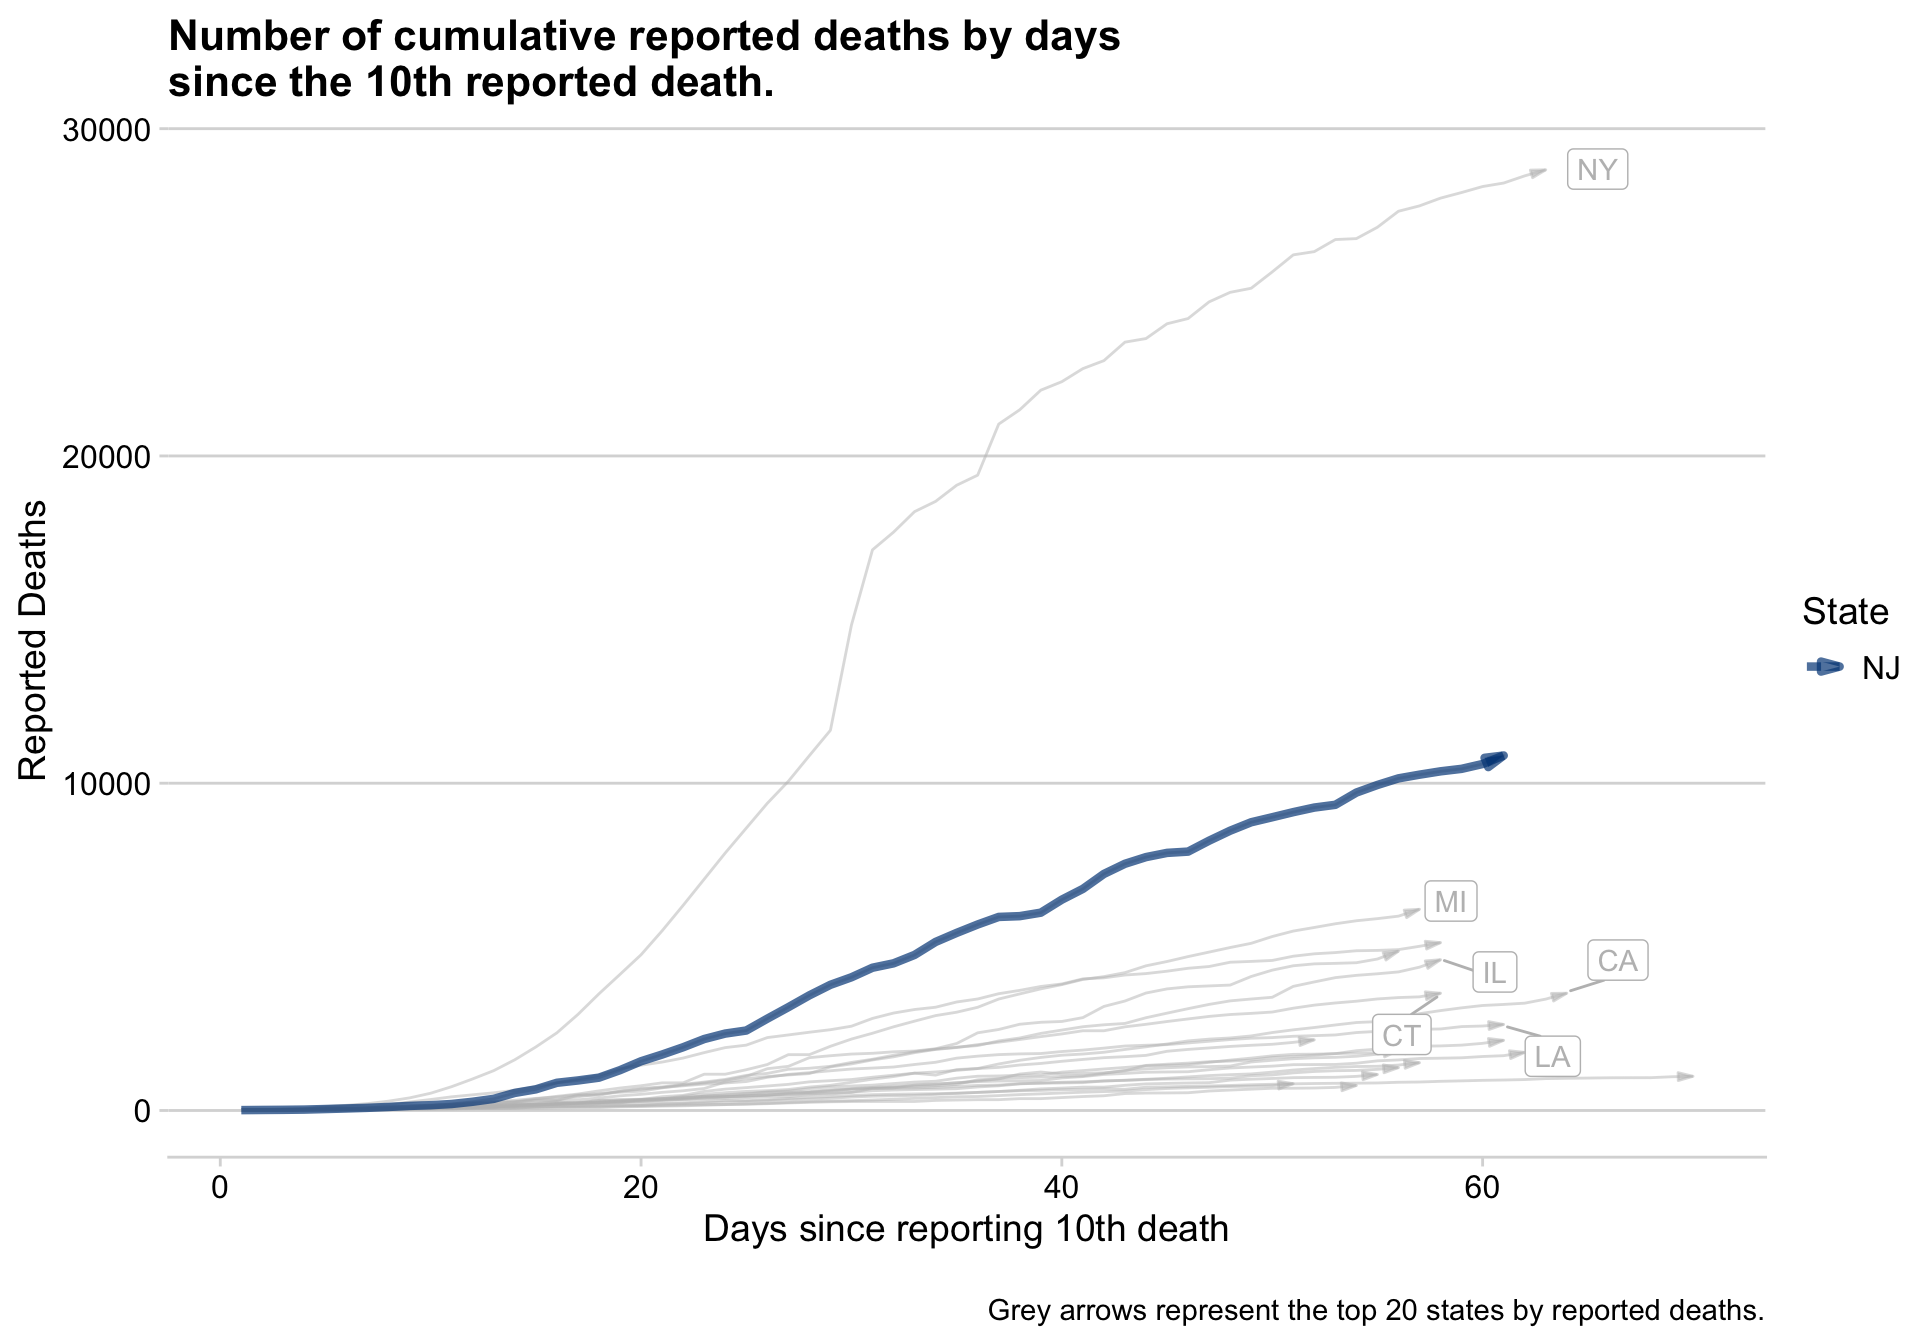 Number of cumulative reported deaths by days
since the 10th reported death.
30000
20000
10000
0
Reported Deaths
NY
MI
IL
CA
CT
LA
State
NJ
0
20
40
60
Days since reporting 10th death
Grey arrows represent the top 20 states by reported deaths.